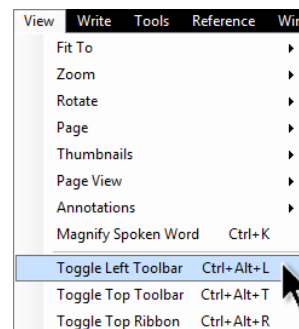 View Write Tools Reference
Fit To
Zoom
Rotate
Page
Thumbnails
Page View
Annotations
Magnify Spoken Word Ctrl+K
Toggle Left Toolbar Ctrl+Alt+L
Toggle Top Toolbar Ctrl+Alt+T
Toggle Top Ribbon Ctrl+Alt+R